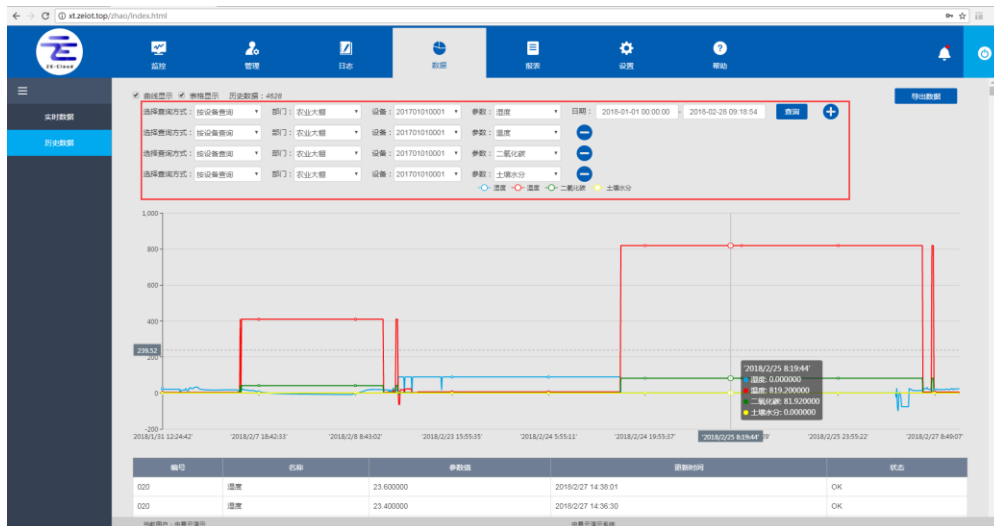 xt.zeiot.top/zhao/index.html
ZE-Cloud
监控 管理 日志 数据 报表 设置 帮助
实时数据
历史数据
曲线显示 表格显示 历史数据：4628 导出数据
选择查询方式： 按设备查询 部门： 农业大棚 设备： 201701010001 参数： 湿度 日期： 2018-01-01 00:00:00 - 2018-02-28 09:18:54 查询
选择查询方式： 按设备查询 部门： 农业大棚 设备： 201701010001 参数： 温度
选择查询方式： 按设备查询 部门： 农业大棚 设备： 201701010001 参数： 二氧化碳
选择查询方式： 按设备查询 部门： 农业大棚 设备： 201701010001 参数： 土壤水分
湿度 温度 二氧化碳 土壤水分
1,000
800
600
400
239.52
200
0
-200
'2018/2/25 8:19:44'
湿度: 0.000000
温度: 819.200000
二氧化碳: 81.920000
土壤水分: 0.000000
2018/1/31 12:24:42' '2018/2/7 18:42:33' '2018/2/8 8:43:02' '2018/2/23 15:55:35' '2018/2/24 5:55:11' '2018/2/24 19:55:37' '2018/2/25 8:19:44' '2018/2/25 23:55:22' '2018/2/27 8:49:07'
编号 名称 参数值 更新时间 状态
020 湿度 23.600000 2018/2/27 14:38:01 OK
020 湿度 23.400000 2018/2/27 14:36:30 OK